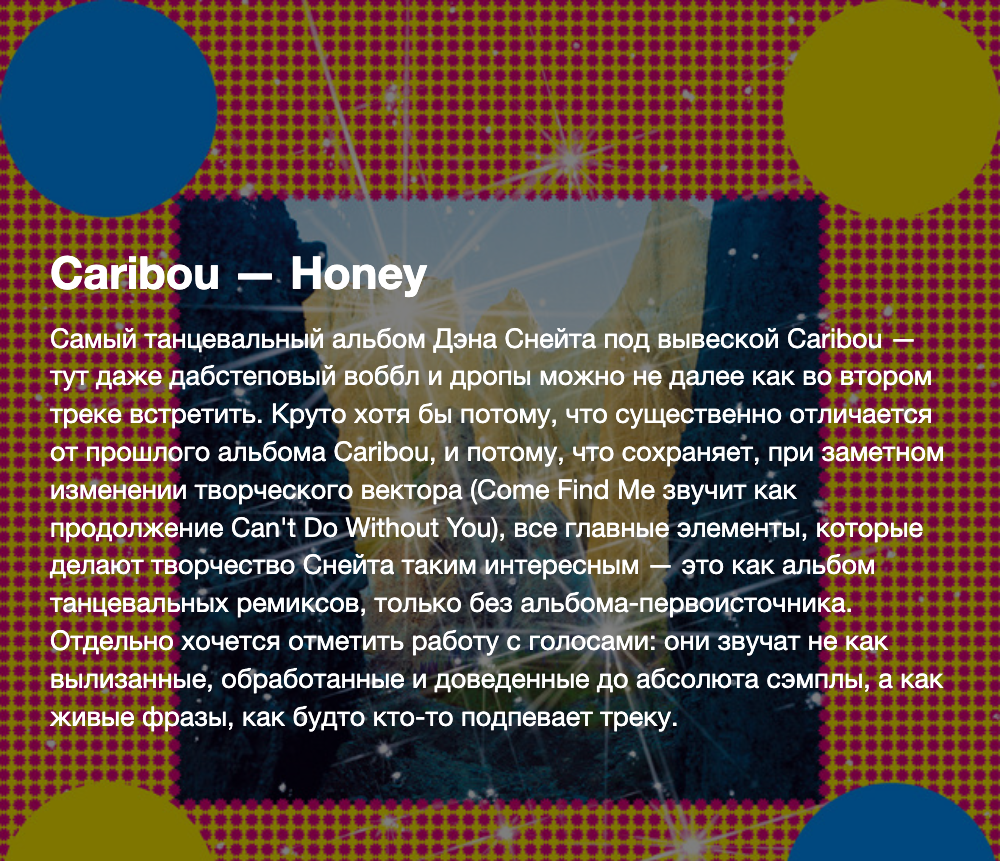 Caribou — Honey
Самый танцевальный альбом Дэна Снейта под вывеской Caribou —
тут даже дабстеповый воббл и дропы можно не далее как во втором
треке встретить. Круто хотя бы потому, что существенно отличается
от прошлого альбома Caribou, и потому, что сохраняет, при заметном
изменении творческого вектора (Come Find Me звучит как
продолжение Can't Do Without You), все главные элементы, которые
делают творчество Снейта таким интересным — это как альбом
танцевальных ремиксов, только без альбома-первоисточника.
Отдельно хочется отметить работу с голосами: они звучат не как
вылизанные, обработанные и доведенные до абсолюта сэмплы, а как
живые фразы, как будто кто-то подпевает треку.